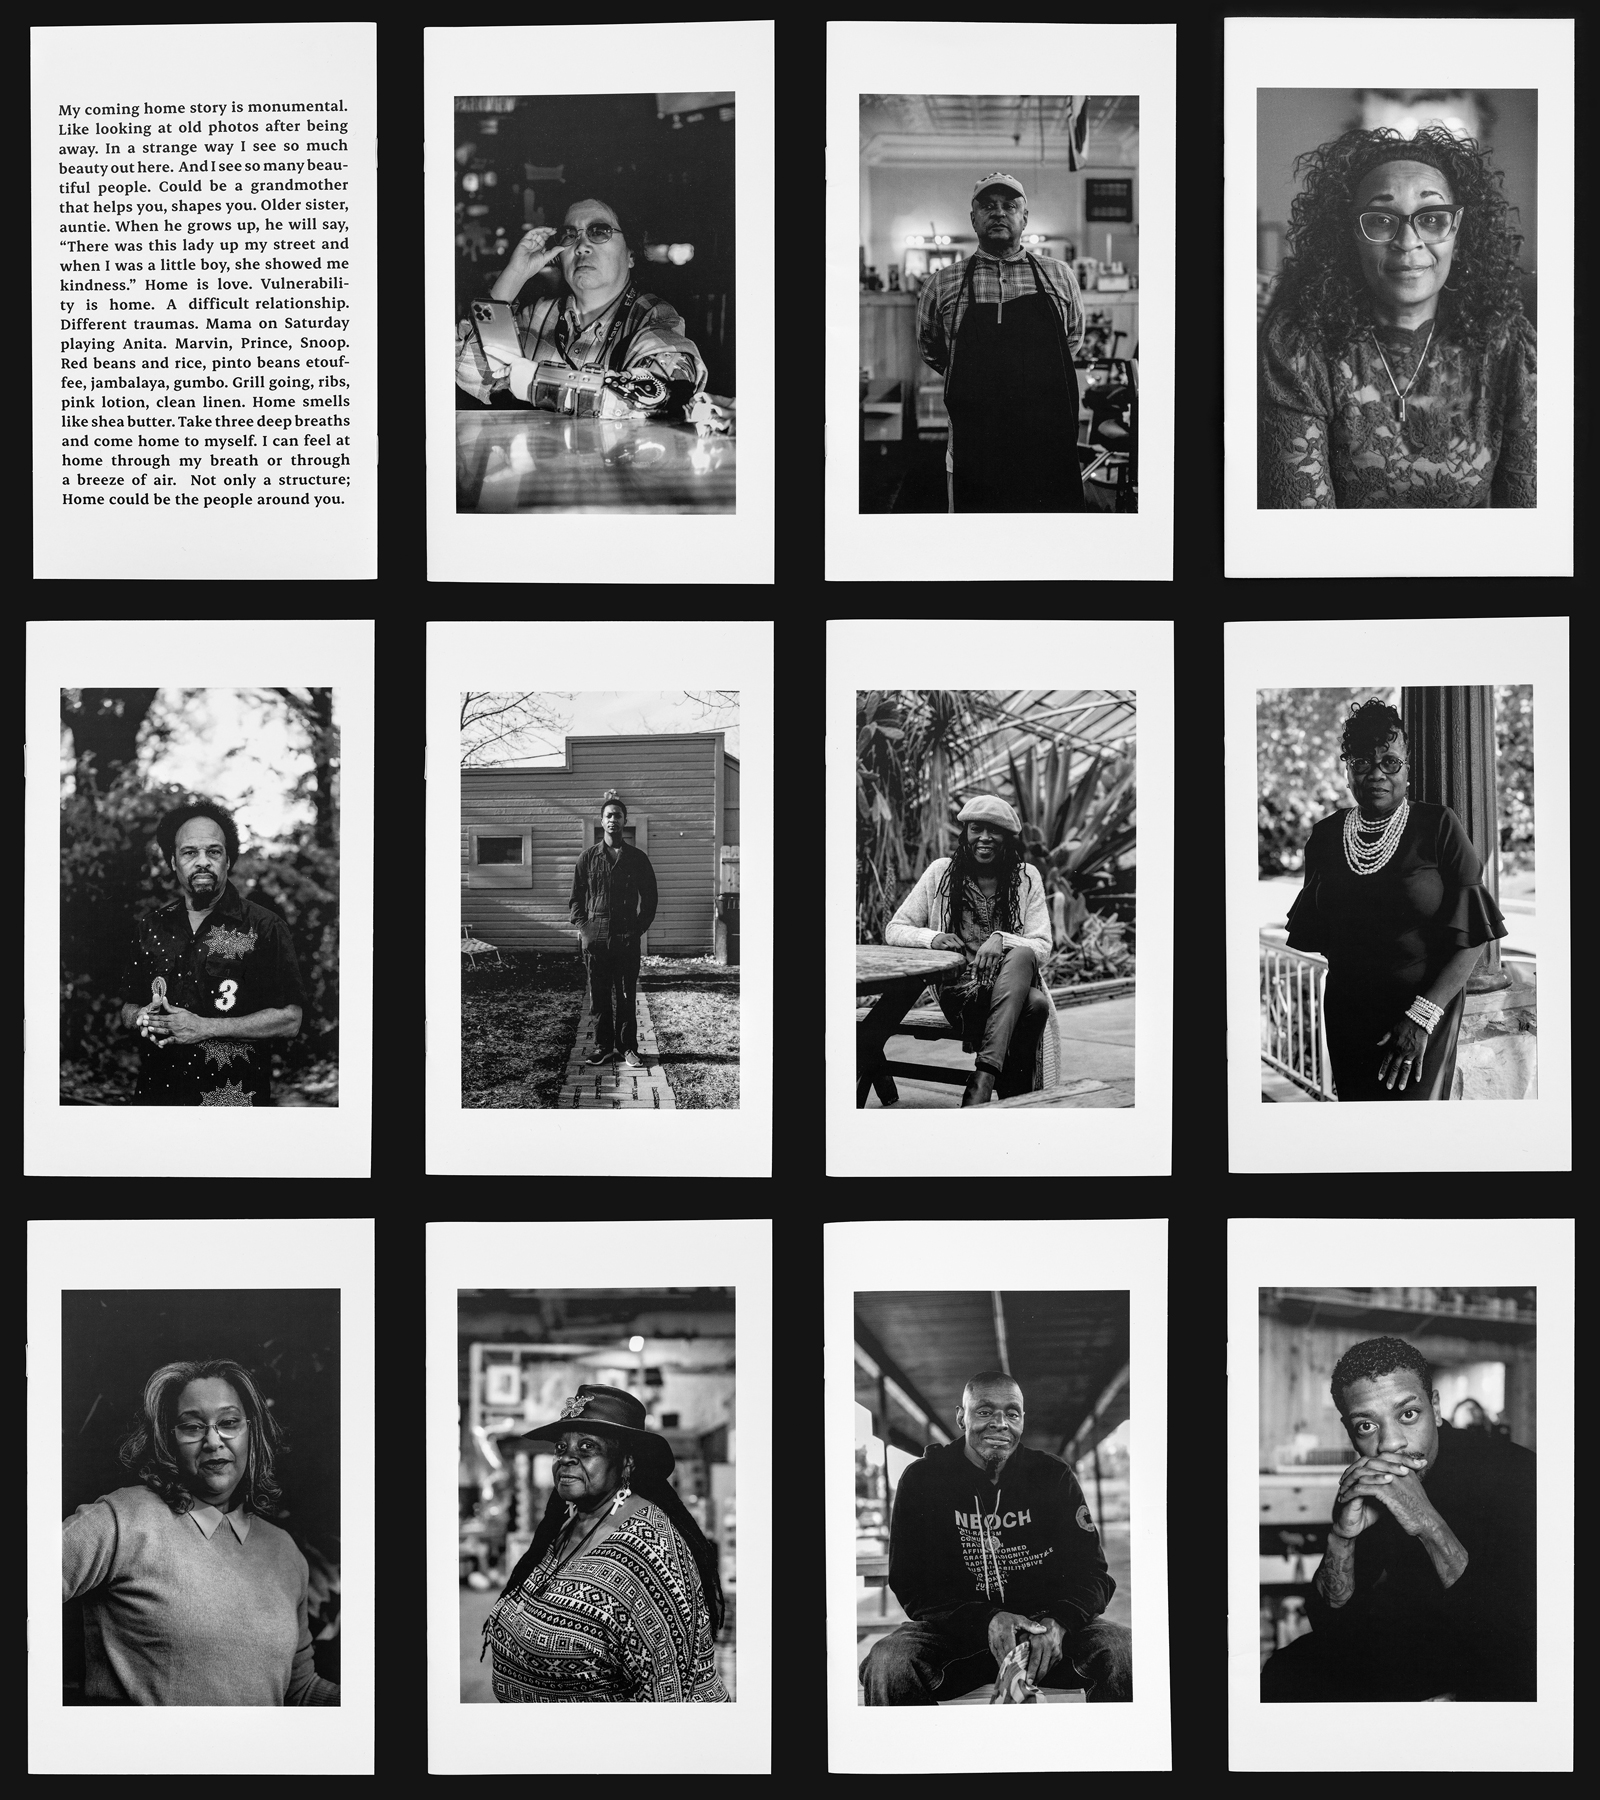 My coming home story is monumental.
Like looking at old photos after being
away. In a strange way I see so much
beauty out here. And I see so many beau-
tiful people. Could be a grandmother
that helps you, shapes you. Older sister,
auntie. When he grows up, he will say,
“There was this lady up my street and
when I was a little boy, she showed me
kindness.” Home is love. Vulnerabili-
ty is home. A difficult relationship.
Different traumas. Mama on Saturday
playing Anita. Marvin, Prince, Snoop.
Red beans and rice, pinto beans etouf-
fee, jambalaya, gumbo. Grill going, ribs,
pink lotion, clean linen. Home smells
like shea butter. Take three deep breaths
and come home to myself. I can feel at
home through my breath or through
a breeze of air. Not only a structure;
Home could be the people around you.
3
NEOCH